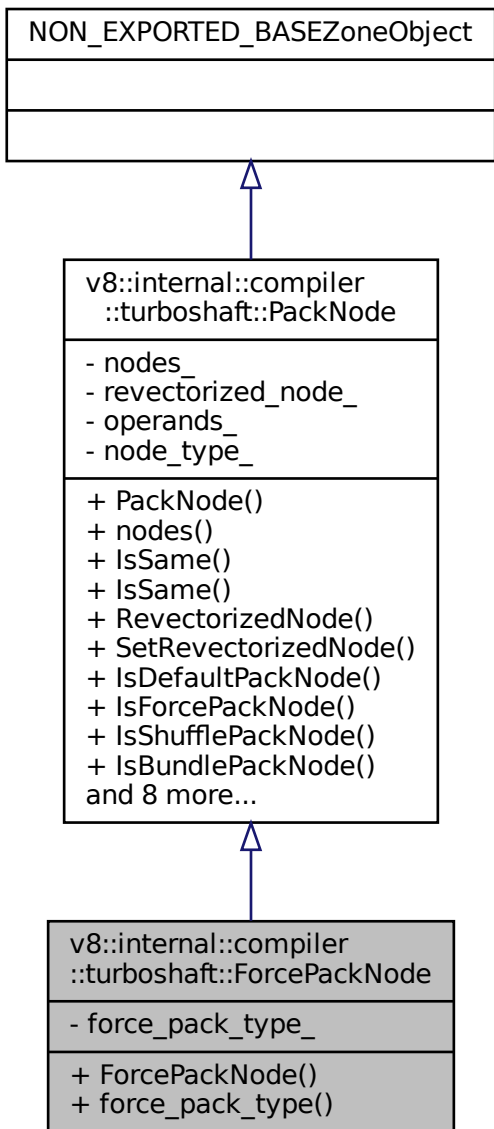 NON_EXPORTED_BASEZoneObject
v8::internal::compiler
::turboshaft::PackNode
- nodes_
- revectorized_node_
- operands_
- node_type_
+ PackNode()
+ nodes()
+ IsSame()
+ IsSame()
+ RevectorizedNode()
+ SetRevectorizedNode()
+ IsDefaultPackNode()
+ IsForcePackNode()
+ IsShufflePackNode()
+ IsBundlePackNode()
and 8 more...
v8::internal::compiler
::turboshaft::ForcePackNode
- force_pack_type_
+ ForcePackNode()
+ force_pack_type()